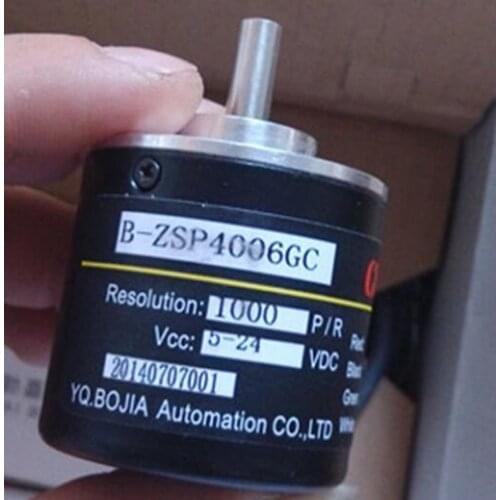 B-ZSP4006GC
Resolution: 1000 P/R
Vcc: 5-24 VDC
20140707001
YQ.BOJIA Automation CO.,LTD